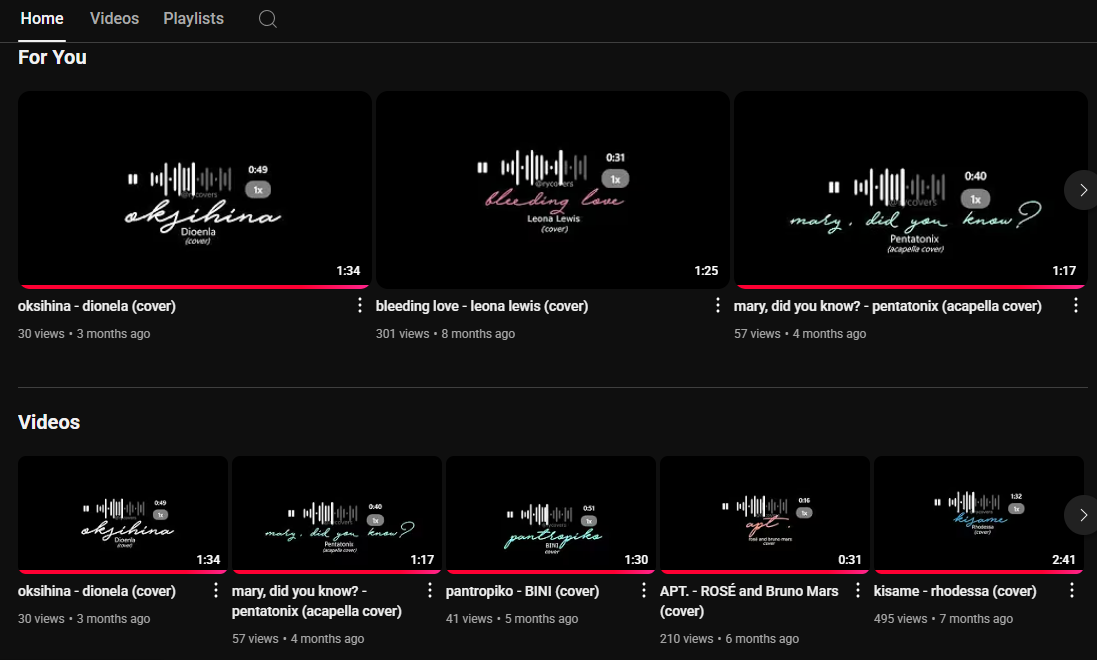 Home Videos Playlists
For You
0:49
1x
@rycovers
oksihina
Dioenla
(cover)
1:34
0:31
1x
@rycovers
bleeding love
Leona Lewis
(cover)
1:25
0:40
1x
@rycovers
mary, did you know?
Pentatonix
(acapella cover)
1:17
oksihina - dionela (cover)
30 views • 3 months ago
bleeding love - leona lewis (cover)
301 views • 8 months ago
mary, did you know? - pentatonix (acapella cover)
57 views • 4 months ago
Videos
0:49
1x
oksihina
Dioenla
(cover)
1:34
0:40
1x
mary, did you know?
Pentatonix
(acapella cover)
1:17
0:51
1x
pantropiko
BINI
cover
1:30
0:16
1x
apt.
rosé and bruno mars
cover
0:31
1:32
1x
kisame
Rhodessa
(cover)
2:41
oksihina - dionela (cover)
30 views • 3 months ago
mary, did you know? -
pentatonix (acapella cover)
57 views • 4 months ago
pantropiko - BINI (cover)
41 views • 5 months ago
APT. - ROSÉ and Bruno Mars
(cover)
210 views • 6 months ago
kisame - rhodessa (cover)
495 views • 7 months ago